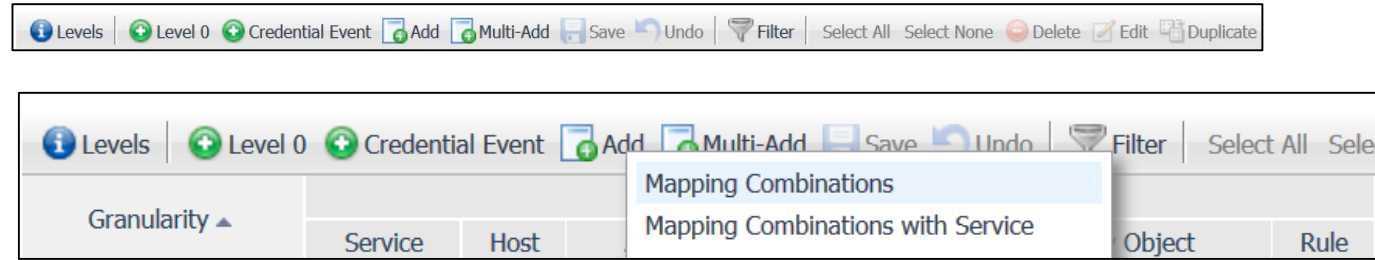 Levels Level 0 Credential Event Add Multi-Add Save Undo Filter Select All Select None Delete Edit Duplicate
Levels Level 0 Credential Event Add Multi-Add Save Undo Filter Select All
Mapping Combinations
Granularity
Mapping Combinations with Service
Service Host Object Rule